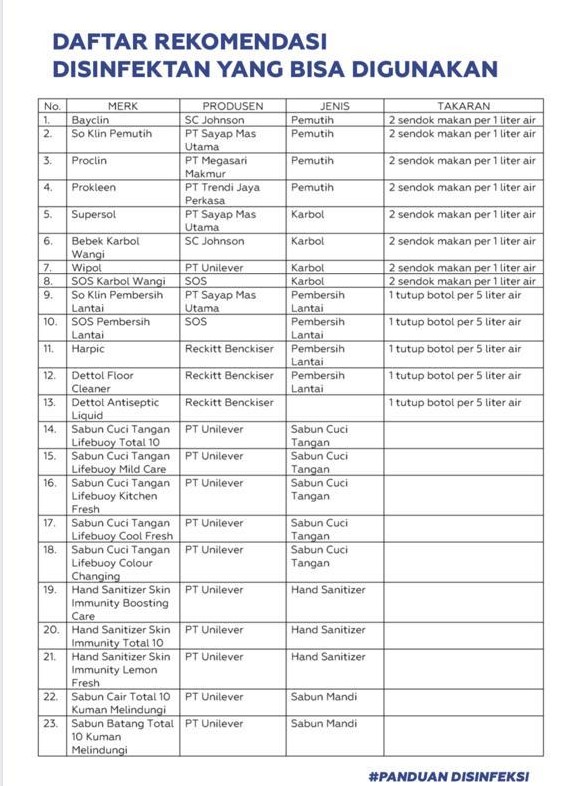 DAFTAR REKOMENDASI
DISINFEKTAN YANG BISA DIGUNAKAN
No. MERK PRODUSEN JENIS TAKARAN
1. Bayclin SC Johnson Pemutih 2 sendok makan per 1 liter air
2. So Klin Pemutih PT Sayap Mas Pemutih 2 sendok makan per 1 liter air
Utama
3. Proclin PT Megasari Pemutih 2 sendok makan per 1 liter air
Makmur
4. Prokleen PT Trendi Jaya Pemutih 2 sendok makan per 1 liter air
Perkasa
5. Supersol PT Sayap Mas Karbol 2 sendok makan per 1 liter air
Utama
6. Bebek Karbol SC Johnson Karbol 2 sendok makan per 1 liter air
Wangi
7. Wipol PT Unilever Karbol 2 sendok makan per 1 liter air
8. SOS Karbol Wangi SOS Karbol 2 sendok makan per 1 liter air
9. So Klin Pembersih PT Sayap Mas Pembersih 1 tutup botol per 5 liter air
Lantai Utama Lantai
10. SOS Pembersih SOS Pembersih 1 tutup botol per 5 liter air
Lantai Lantai
11. Harpic Reckitt Benckiser Pembersih 1 tutup botol per 5 liter air
Lantai
12. Dettol Floor Reckitt Benckiser Pembersih 1 tutup botol per 5 liter air
Cleaner Lantai
13. Dettol Antiseptic Reckitt Benckiser 1 tutup botol per 5 liter air
Liquid
14. Sabun Cuci Tangan PT Unilever Sabun Cuci
Lifebuoy Total 10 Tangan
15. Sabun Cuci Tangan PT Unilever Sabun Cuci
Lifebuoy Mild Care Tangan
16. Sabun Cuci Tangan PT Unilever Sabun Cuci
Lifebuoy Kitchen Tangan
Fresh
17. Sabun Cuci Tangan PT Unilever Sabun Cuci
Lifebuoy Cool Fresh Tangan
18. Sabun Cuci Tangan PT Unilever Sabun Cuci
Lifebuoy Colour Tangan
Changing
19. Hand Sanitizer Skin PT Unilever Hand Sanitizer
Immunity Boosting
Care
20. Hand Sanitizer Skin PT Unilever Hand Sanitizer
Immunity Total 10
21. Hand Sanitizer Skin PT Unilever Hand Sanitizer
Immunity Lemon
Fresh
22. Sabun Cair Total 10 PT Unilever Sabun Mandi
Kuman Melindungi
23. Sabun Batang Total PT Unilever Sabun Mandi
10 Kuman
Melindungi
#PANDUAN DISINFEKSI